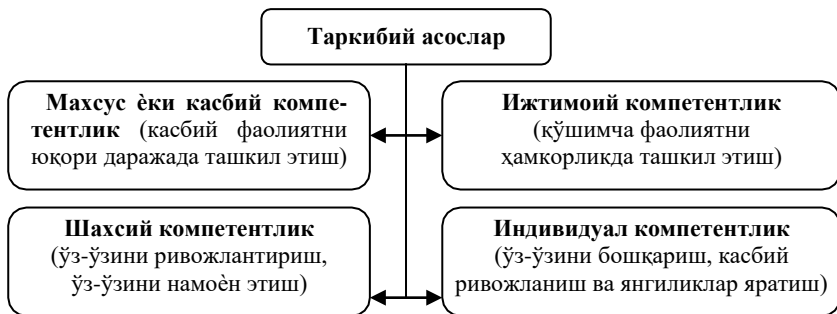 Таркибий асослар
Махсус ѐки касбий компе-
тентлик (касбий фаолиятни
юқори даражада ташкил этиш)
Ижтимоий компетентлик
(қўшимча фаолиятни
ҳамкорликда ташкил этиш)
Шахсий компетентлик
(ўз-ўзини ривожлантириш,
ўз-ўзини намоѐн этиш)
Индивидуал компетентлик
(ўз-ўзини бошқариш, касбий
ривожланиш ва янгиликлар яратиш)